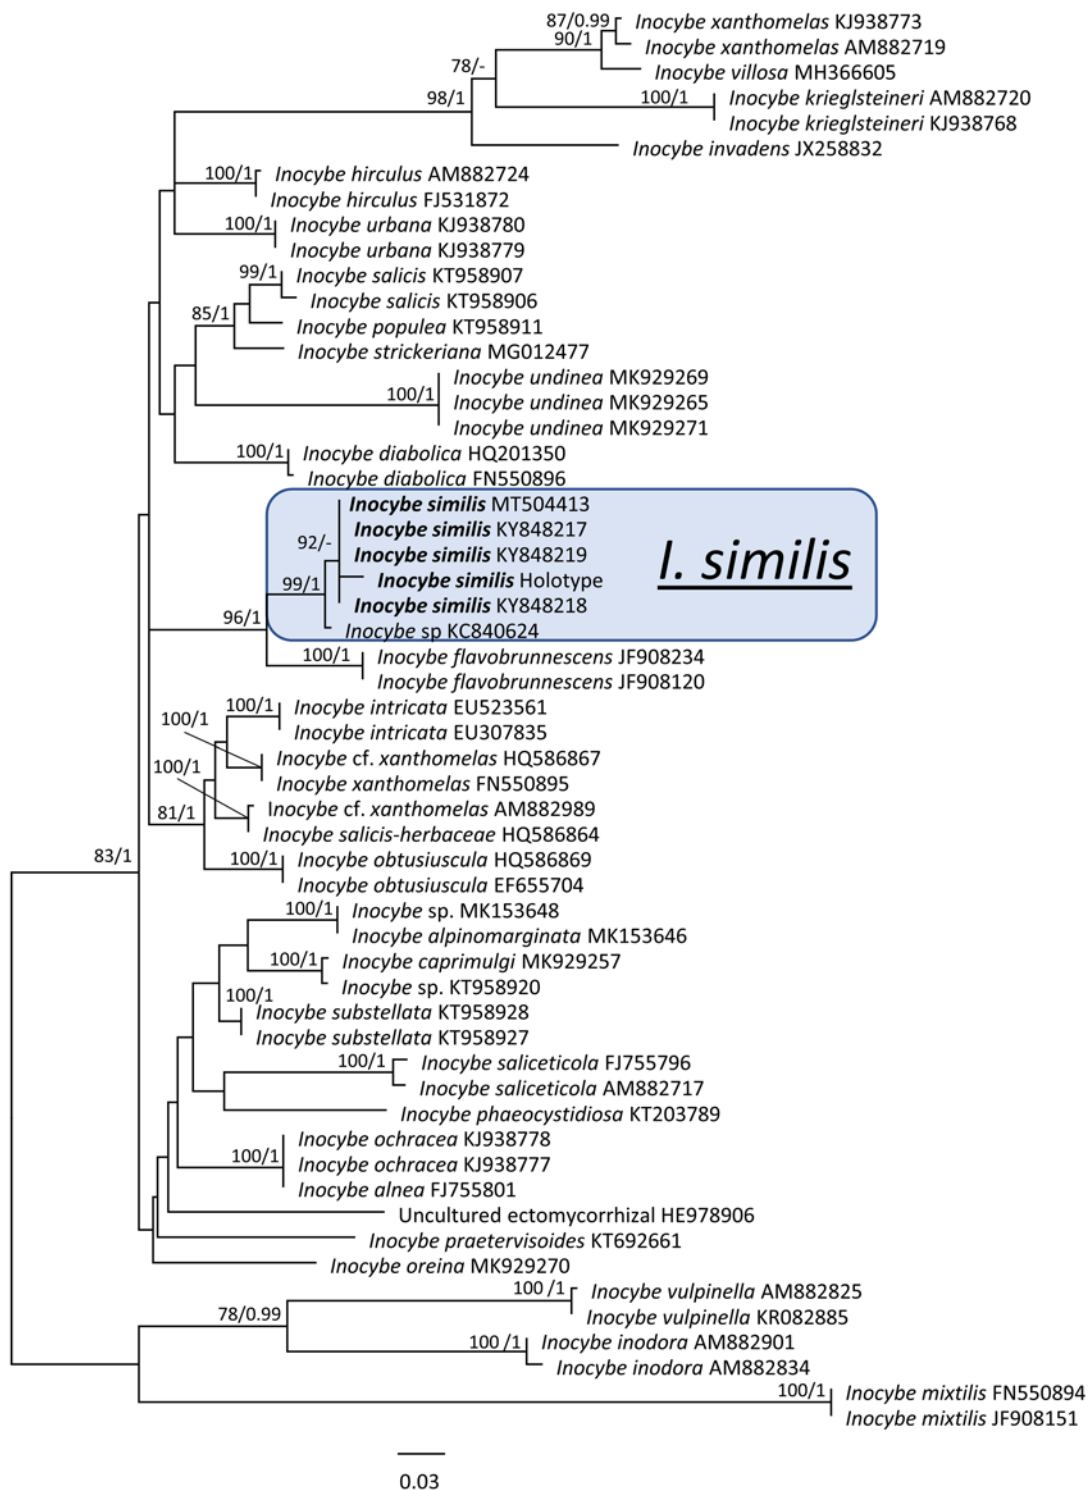 87/0.99
Inocybe xanthomelas KJ938773
90/1
Inocybe xanthomelas AM882719
78/-
Inocybe villosa MH366605
100/1
Inocybe krieglsteineri AM882720
98/1
Inocybe krieglsteineri KJ938768
Inocybe invadens JX258832
100/1
Inocybe hirculus AM882724
Inocybe hirculus FJ531872
100/1
Inocybe urbana KJ938780
Inocybe urbana KJ938779
99/1
Inocybe salicis KT958907
Inocybe salicis KT958906
85/1
Inocybe populea KT958911
Inocybe strickeriana MG012477
Inocybe undinea MK929269
100/1
Inocybe undinea MK929265
Inocybe undinea MK929271
100/1
Inocybe diabolica HQ201350
Inocybe diabolica FN550896
Inocybe similis MT504413
Inocybe similis KY848217
92/-
Inocybe similis KY848219
I. similis
Inocybe similis Holotype
99/1
Inocybe similis KY848218
96/1
Inocybe sp KC840624
100/1
Inocybe flavobrunnescens JF908234
Inocybe flavobrunnescens JF908120
100/1
Inocybe intricata EU523561
100/1
Inocybe intricata EU307835
Inocybe cf. xanthomelas HQ586867
100/1
Inocybe xanthomelas FN550895
81/1
Inocybe cf. xanthomelas AM882989
Inocybe salicis-herbaceae HQ586864
83/1
100/1
Inocybe obtusiuscula HQ586869
Inocybe obtusiuscula EF655704
100/1
Inocybe sp. MK153648
Inocybe alpinomarginata MK153646
100/1
Inocybe caprimulgi MK929257
Inocybe sp. KT958920
100/1
Inocybe substellata KT958928
Inocybe substellata KT958927
100/1
Inocybe saliceticola FJ755796
Inocybe saliceticola AM882717
Inocybe phaeocystidiosa KT203789
Inocybe ochracea KJ938778
100/1
Inocybe ochracea KJ938777
Inocybe alnea FJ755801
Uncultured ectomycorrhizal HE978906
Inocybe praetervisoides KT692661
Inocybe oreina MK929270
100 /1
Inocybe vulpinella AM882825
78/0.99
Inocybe vulpinella KR082885
100 /1
Inocybe inodora AM882901
Inocybe inodora AM882834
100/1
Inocybe mixtilis FN550894
Inocybe mixtilis JF908151
0.03